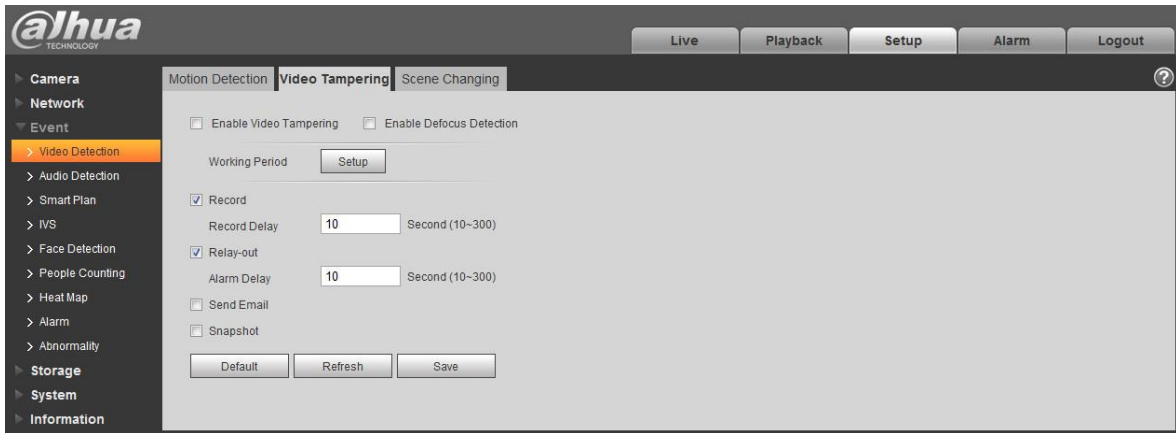 alhua
TECHNOLOGY
Live Playback Setup Alarm Logout
Camera
Network
Event
Video Detection
Audio Detection
Smart Plan
IVS
Face Detection
People Counting
Heat Map
Alarm
Abnormality
Storage
System
Information
Motion Detection Video Tampering Scene Changing
?
Enable Video Tampering Enable Defocus Detection
Working Period Setup
Record
Record Delay 10 Second (10~300)
Relay-out
Alarm Delay 10 Second (10~300)
Send Email
Snapshot
Default Refresh Save